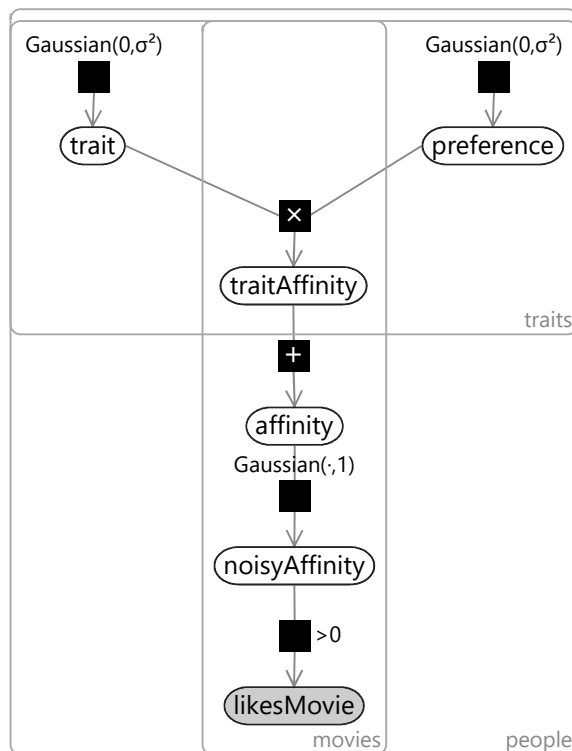 Gaussian(0,σ²)
Gaussian(0,σ²)
trait
preference
×
traitAffinity
traits
+
affinity
Gaussian(·,1)
noisyAffinity
>0
likesMovie
movies
people